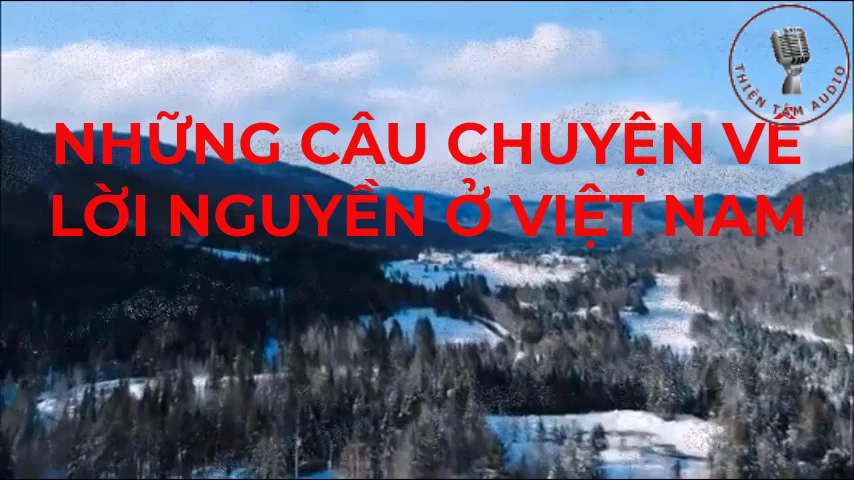 THIỆN TÂM AUDIO
NHỮNG CÂU CHUYỆN VỀ
LỜI NGUYỀN Ở VIỆT NAM